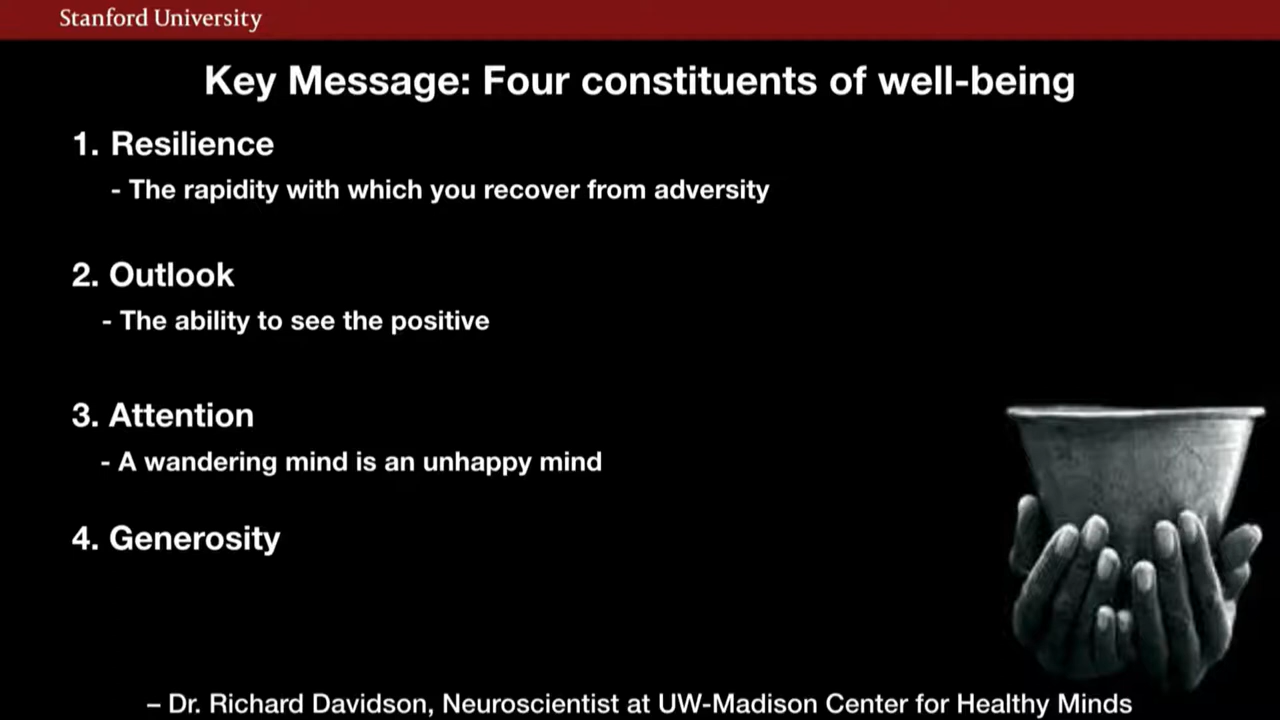 Stanford University
Key Message: Four constituents of well-being
1. Resilience
- The rapidity with which you recover from adversity
2. Outlook
- The ability to see the positive
3. Attention
- A wandering mind is an unhappy mind
4. Generosity
– Dr. Richard Davidson, Neuroscientist at UW-Madison Center for Healthy Minds